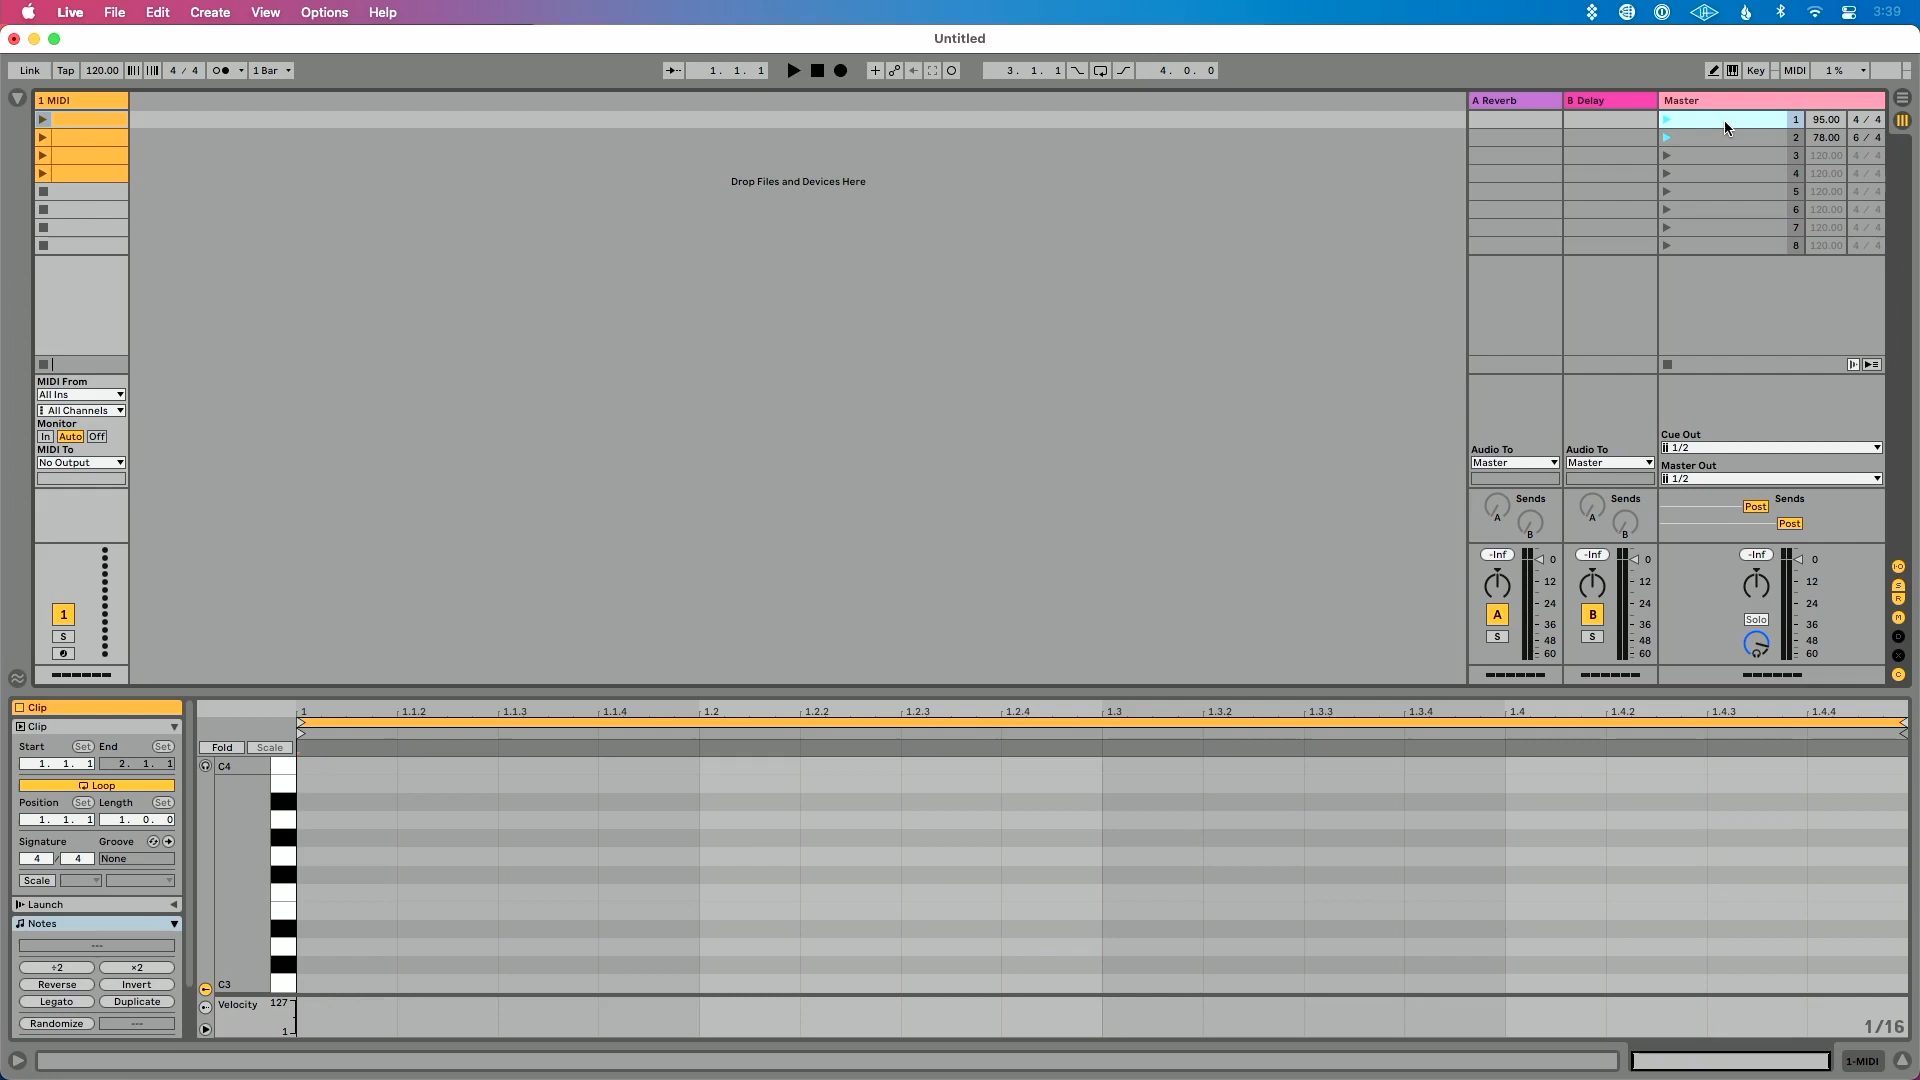 Live File Edit Create View Options Help 3:39
Untitled
Link Tap 120.00 4 / 4 1 Bar 1. 1. 1 3. 1. 1 4. 0. 0 Key MIDI 1 %
1 MIDI A Reverb B Delay Master
1 95.00 4 / 4
2 78.00 6 / 4
3 120.00 4 / 4
4 120.00 4 / 4
5 120.00 4 / 4
6 120.00 4 / 4
7 120.00 4 / 4
8 120.00 4 / 4
Drop Files and Devices Here
MIDI From
All Ins
All Channels
Monitor
In Auto Off
MIDI To
No Output
Audio To
Master
Audio To
Master
Cue Out
1/2
Master Out
1/2
Sends
A
B
Sends
A
B
Sends
Post
Post
1
S
-Inf
0
12
24
36
48
60
A
S
-Inf
0
12
24
36
48
60
B
S
-Inf
0
12
24
36
48
60
Solo
I·O
S
R
M
D
X
C
Clip
Clip
Start Set End Set
1. 1. 1 2. 1. 1
Loop
Position Set Length Set
1. 1. 1 1. 0. 0
Signature Groove
4 / 4 None
Scale
Launch
Notes
---
÷2 ×2
Reverse Invert
Legato Duplicate
Randomize ---
1 1.1.2 1.1.3 1.1.4 1.2 1.2.2 1.2.3 1.2.4 1.3 1.3.2 1.3.3 1.3.4 1.4 1.4.2 1.4.3 1.4.4
Fold Scale
C4
C3
Velocity 127
1
1/16
1-MIDI